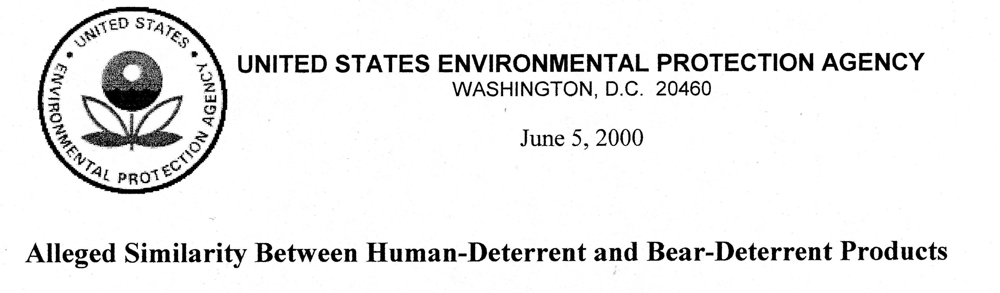 UNITED STATES
ENVIRONMENTAL PROTECTION AGENCY
UNITED STATES ENVIRONMENTAL PROTECTION AGENCY
WASHINGTON, D.C. 20460
June 5, 2000
Alleged Similarity Between Human-Deterrent and Bear-Deterrent Products